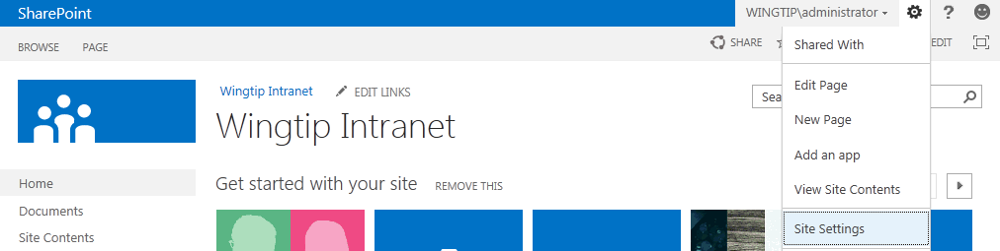 SharePoint
WINGTIP\administrator
?
BROWSE PAGE
SHARE
EDIT
Shared With
Edit Page
New Page
Add an app
View Site Contents
Site Settings
Wingtip Intranet
EDIT LINKS
Wingtip Intranet
Sea
Home
Documents
Site Contents
Get started with your site
REMOVE THIS